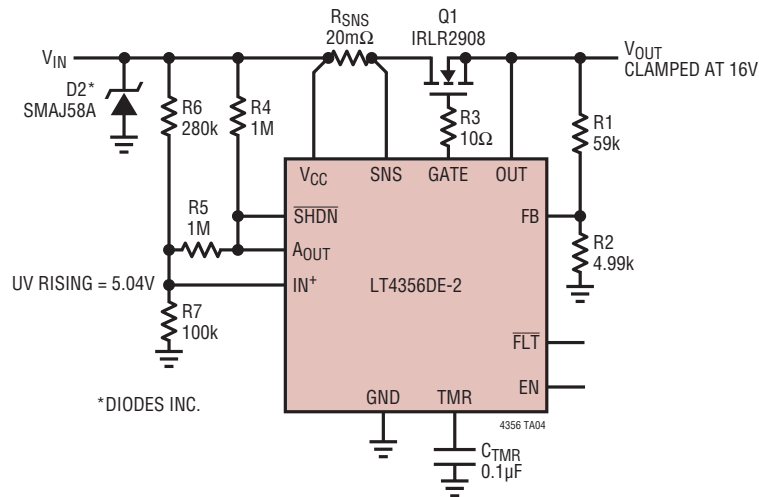 RSNS
20mΩ
Q1
IRLR2908
VIN
VOUT
CLAMPED AT 16V
D2*
SMAJ58A
R6
280k
R4
1M
R3
10Ω
R1
59k
VCC
SNS
GATE
OUT
SHDN
FB
R5
1M
AOUT
R2
4.99k
UV RISING = 5.04V
IN+
LT4356DE-2
R7
100k
FLT
EN
*DIODES INC.
GND
TMR
4356 TA04
CTMR
0.1µF